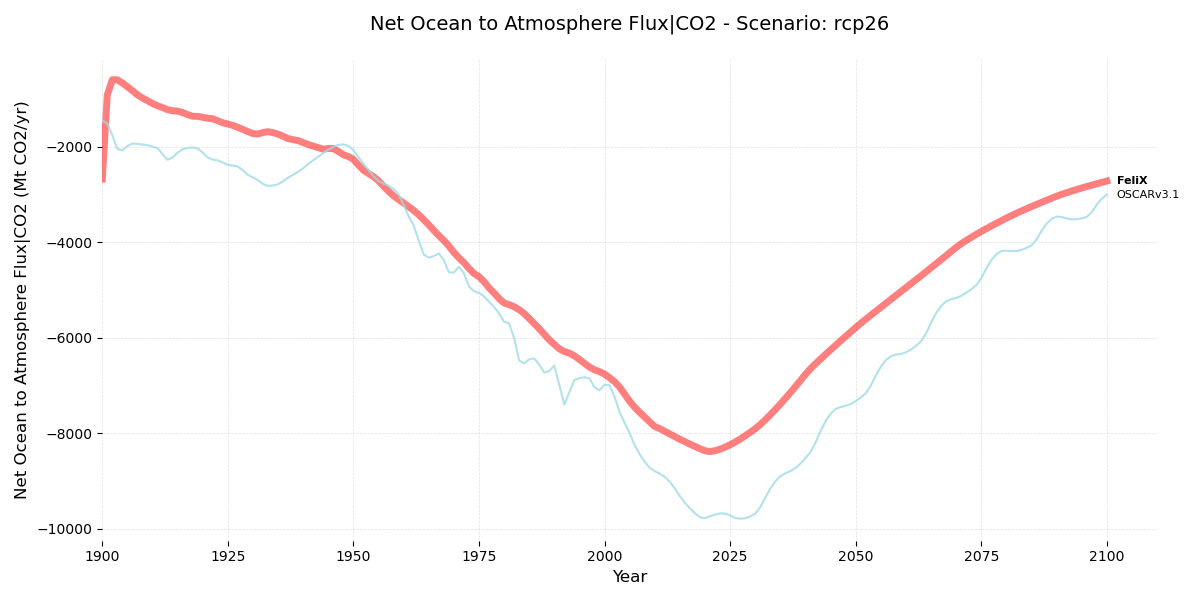 Net Ocean to Atmosphere Flux|CO2 - Scenario: rcp26
Net Ocean to Atmosphere Flux|CO2 (Mt CO2/yr)
−2000
−4000
−6000
−8000
−10000
FeliX
OSCARv3.1
1900 1925 1950 1975 2000 2025 2050 2075 2100
Year